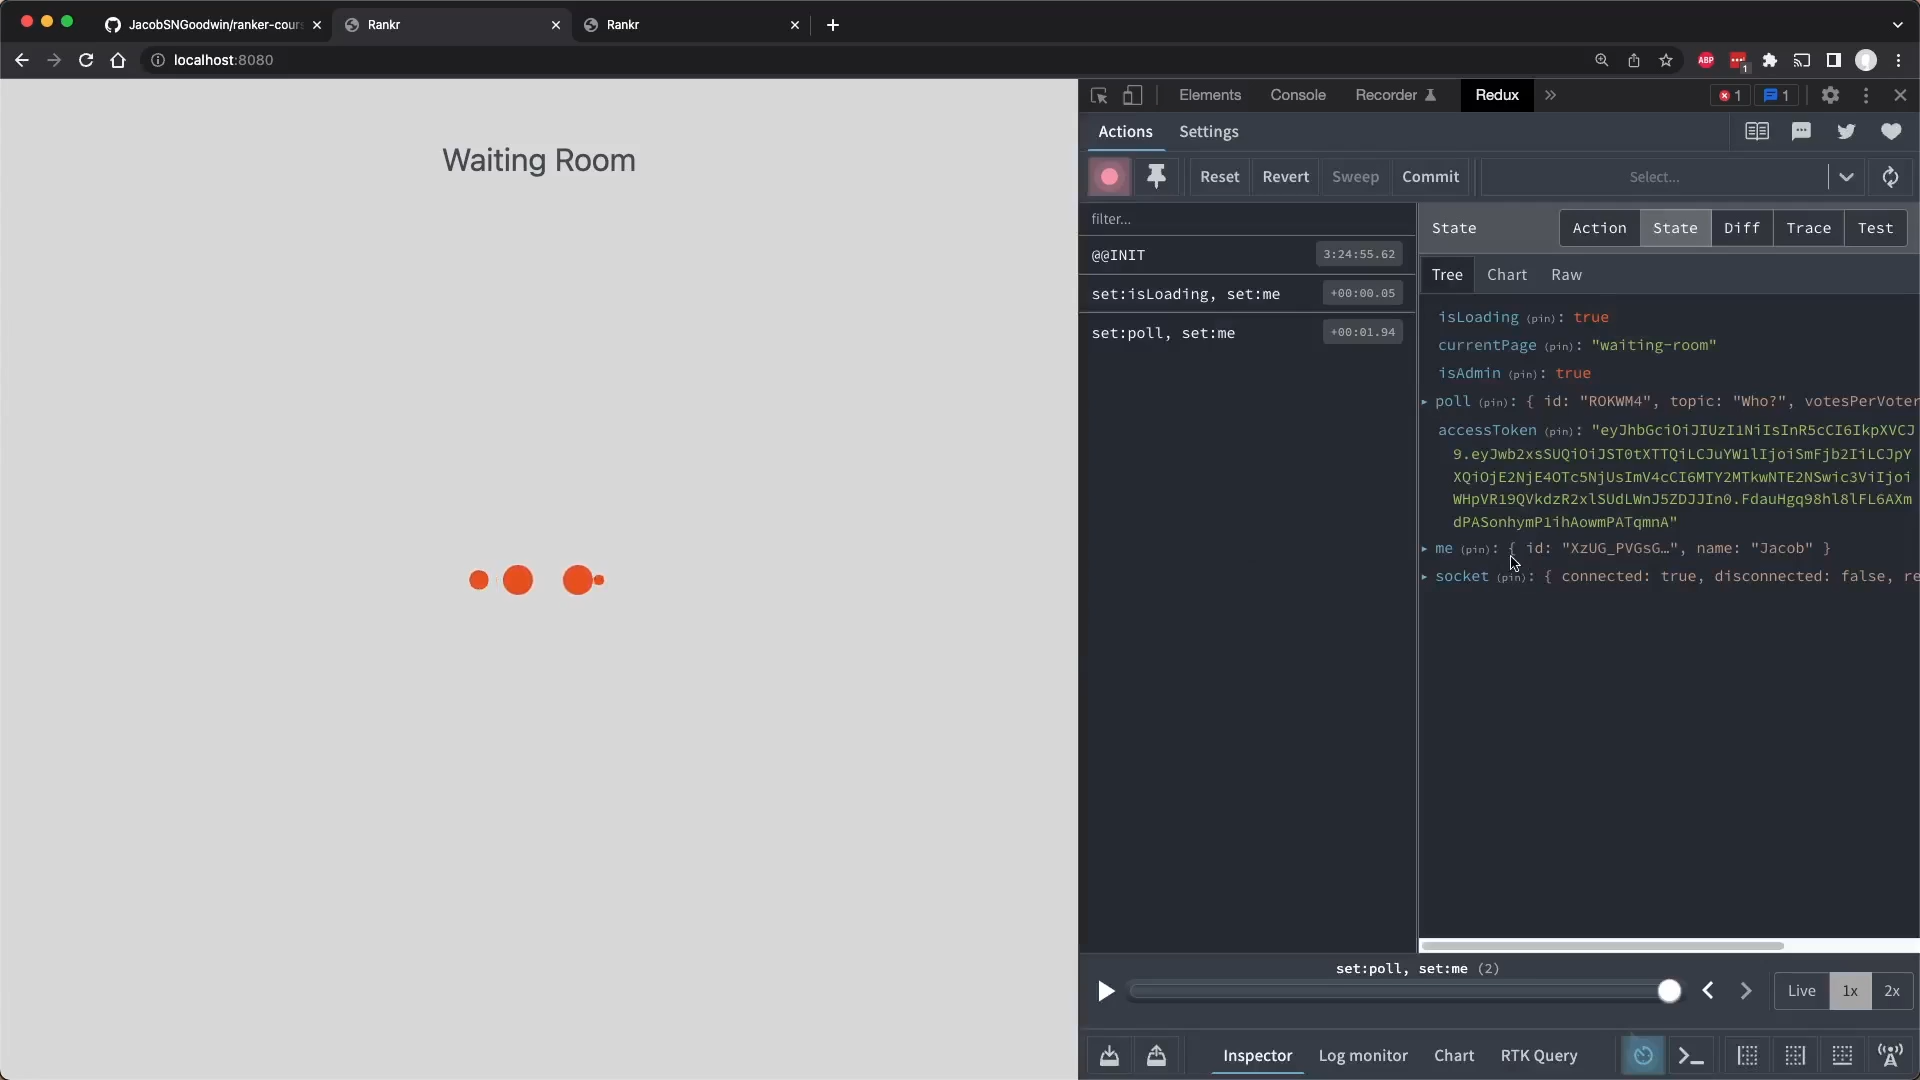 JacobSNGoodwin/ranker-cours
Rankr
Rankr
localhost:8080
ABP
1
Waiting Room
Elements Console Recorder Redux
1 1
Actions Settings
Reset Revert Sweep Commit
Select...
filter...
@@INIT 3:24:55.62
set:isLoading, set:me +00:00.05
set:poll, set:me +00:01.94
State Action State Diff Trace Test
Tree Chart Raw
isLoading (pin): true
currentPage (pin): "waiting-room"
isAdmin (pin): true
poll (pin): { id: "ROKWM4", topic: "Who?", votesPerVoter
accessToken (pin): "eyJhbGciOiJIUzI1NiIsInR5cCI6IkpXVCJ
9.eyJwb2xsSUQiOiJST0tXTTQiLCJuYW1lIjoiSmFjb2IiLCJpY
XQiOjE2NjE4OTc5NjUsImV4cCI6MTY2MTkwNTE2NSwic3ViIjoi
WHpVR19QVkdzR2xlSUdLWnJ5ZDJJIn0.FdauHgq98hl8lFL6AXm
dPASonhymP1ihAowmPATqmnA"
me (pin): { id: "XzUG_PVGsG…", name: "Jacob" }
socket (pin): { connected: true, disconnected: false, re
set:poll, set:me (2)
Live 1x 2x
Inspector Log monitor Chart RTK Query